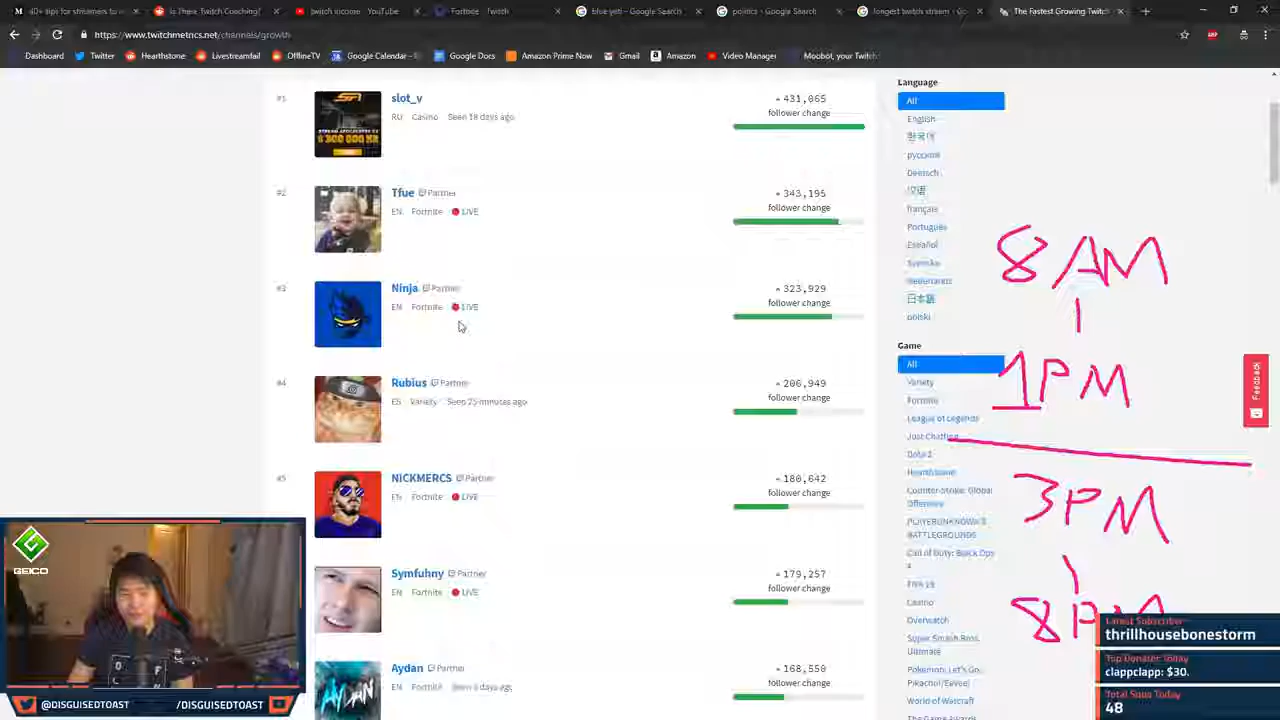 40+ tips for streamers to
Is There Twitch Coaching?
twitch success - YouTube
Fortnite - Twitch
blue yeti - Google Search
politics - Google Search
longest twitch stream - G
The Fastest Growing Twitch
https://www.twitchmetrics.net/channels/growth
Dashboard
Twitter
Hearthstone
Livestreamfail
OfflineTV
Google Calendar
Google Docs
Amazon Prime Now
Gmail
Amazon
Video Manager
Moobot, your Twitch
#1
slot_v
RU Casino Seen 18 days ago
431,065
follower change
#2
Tfue Partner
EN Fortnite LIVE
343,195
follower change
#3
Ninja Partner
EN Fortnite LIVE
323,929
follower change
#4
Rubius Partner
ES Variety Seen 25 minutes ago
206,949
follower change
#5
NICKMERCS Partner
EN Fortnite LIVE
180,642
follower change
Symfuhny Partner
EN Fortnite LIVE
179,257
follower change
Aydan Partner
EN Fortnite
168,550
follower change
Language
All
English
한국어
русский
Deutsch
汉语
français
Português
Español
Svenska
Nederlands
日本語
polski
Game
All
Variety
Fortnite
League of Legends
Just Chatting
Dota 2
Hearthstone
Counter-Strike: Global
Offensive
PLAYERUNKNOWN'S
BATTLEGROUNDS
Call of Duty: Black Ops
4
FIFA 19
Casino
Overwatch
Super Smash Bros.
Ultimate
Pokemon: Let's Go,
Pikachu!/Eevee!
World of Warcraft
The Game Awards
8 AM
1PM
3PM
8PM
Feedback
GEICO
@DISGUISEDTOAST
/DISGUISEDTOAST
Latest Subscriber
thrillhousebonestorm
Top Donator Today
clappclapp: $30.
Total Subs Today
48